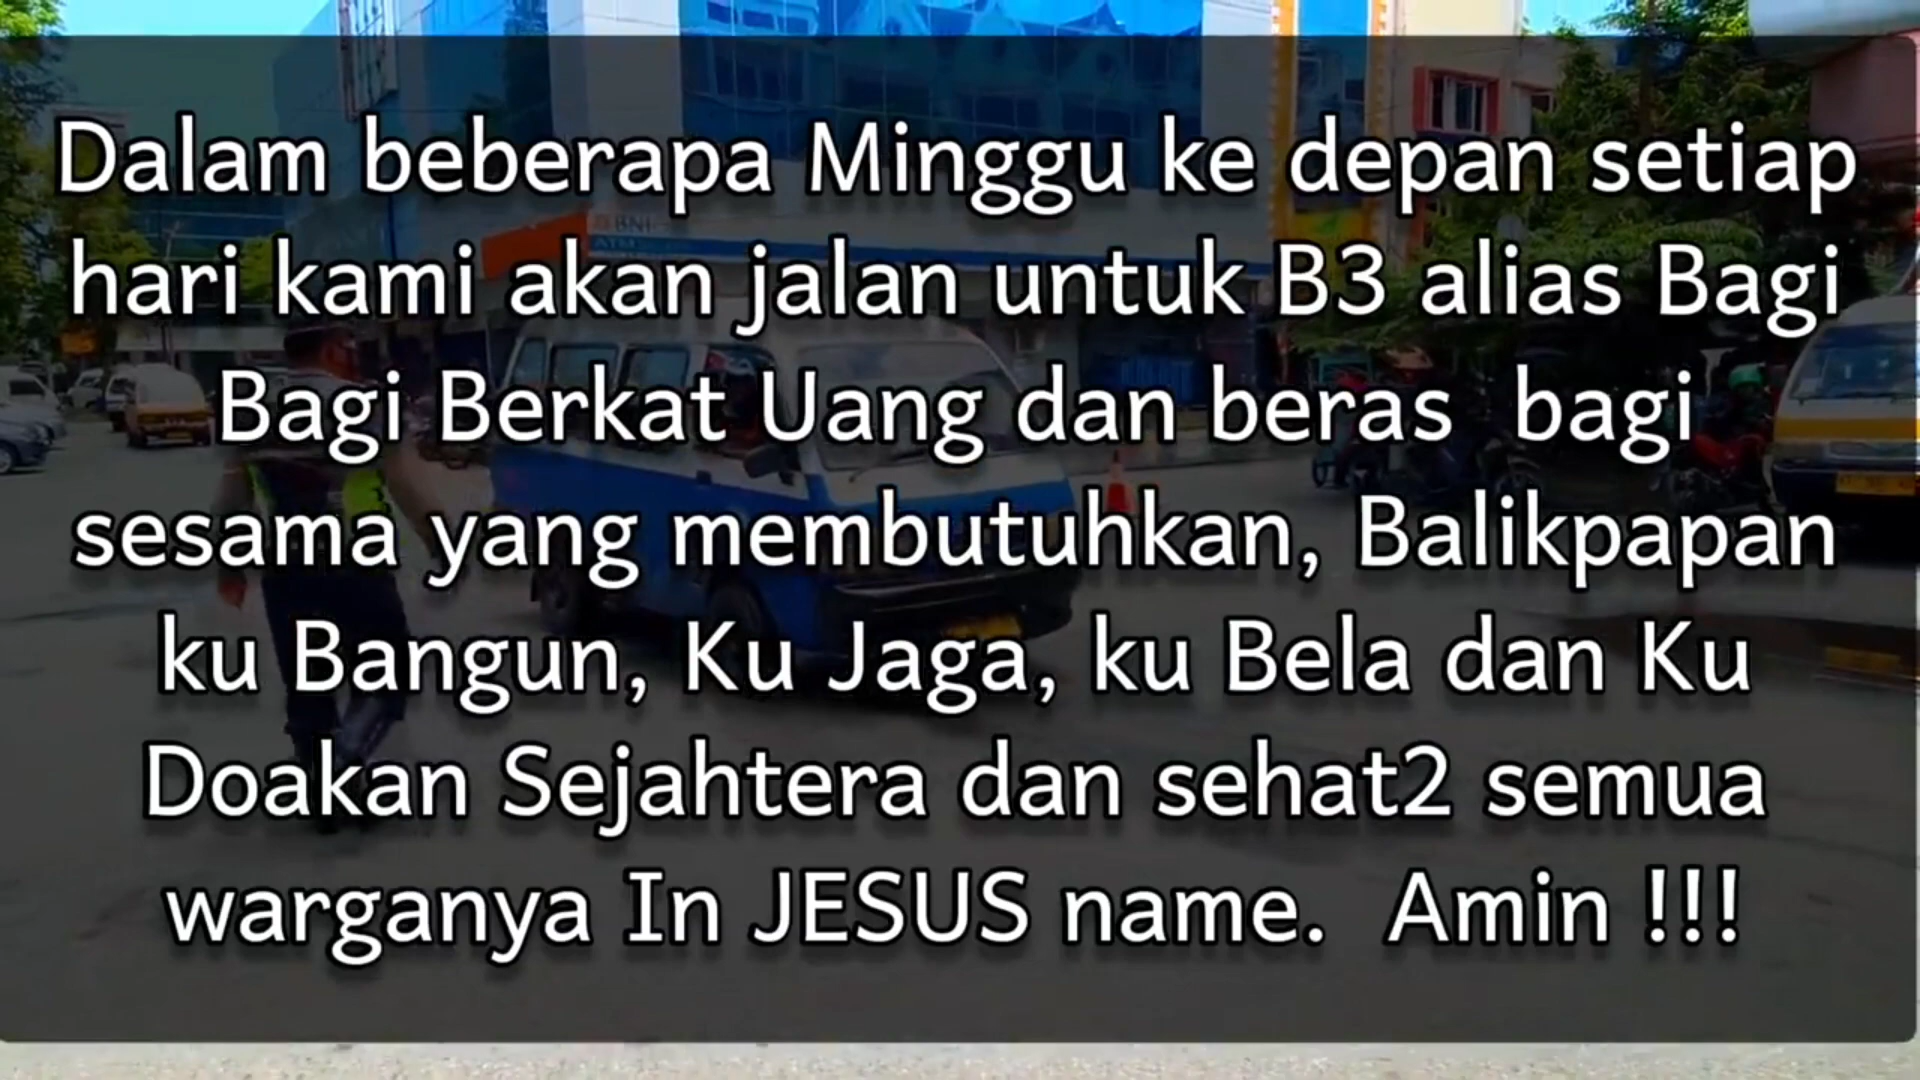 Dalam beberapa Minggu ke depan setiap
hari kami akan jalan untuk B3 alias Bagi
Bagi Berkat Uang dan beras bagi
sesama yang membutuhkan, Balikpapan
ku Bangun, Ku Jaga, ku Bela dan Ku
Doakan Sejahtera dan sehat2 semua
warganya In JESUS name. Amin !!!
BNI
ATM